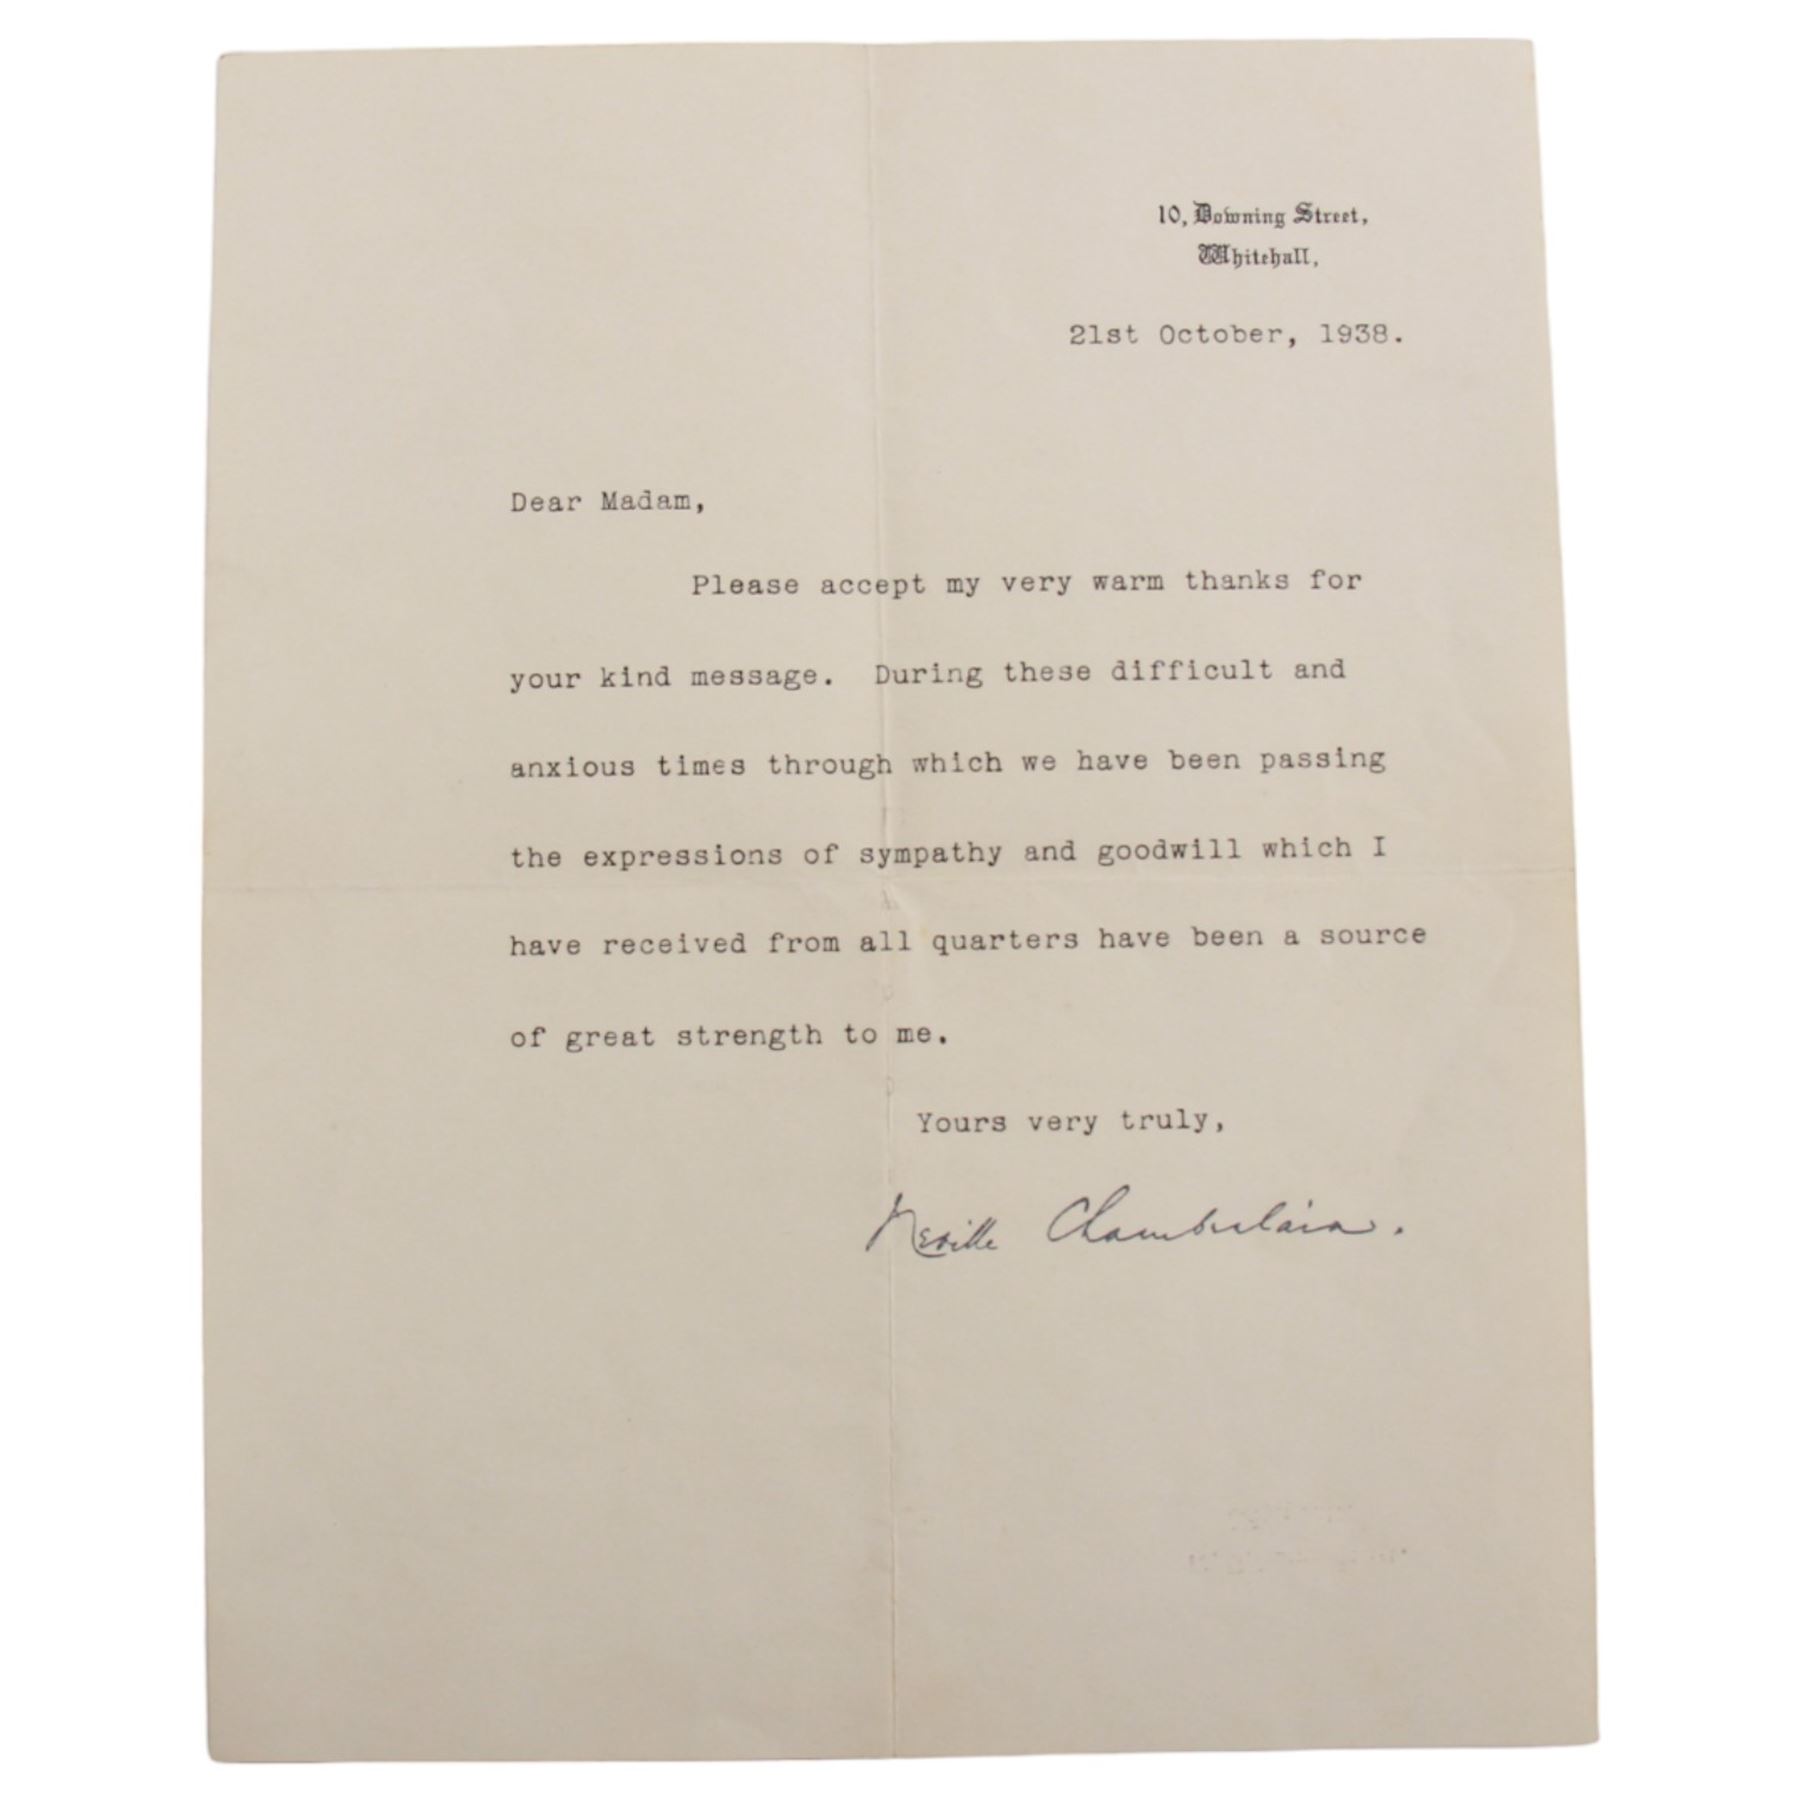 10, Downing Street,
Whitehall,
21st October, 1938.
Dear Madam,
Please accept my very warm thanks for
your kind message. During these difficult and
anxious times through which we have been passing
the expressions of sympathy and goodwill which I
have received from all quarters have been a source
of great strength to me.
Yours very truly,
Neville Chamberlain.